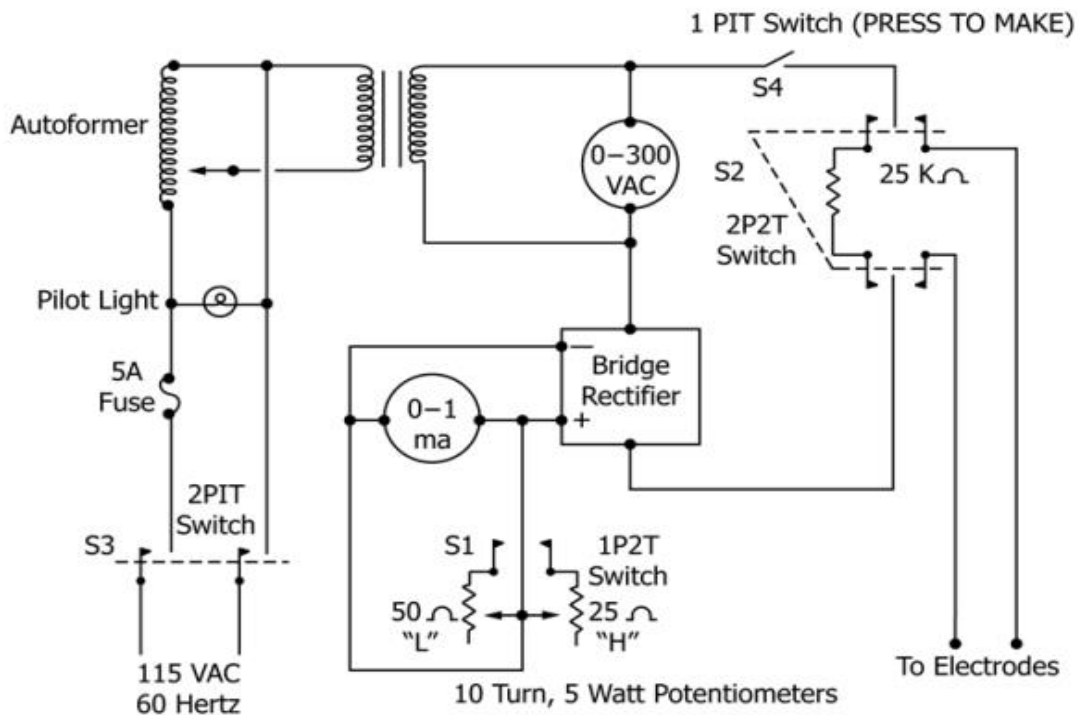 1 PIT Switch (PRESS TO MAKE)
S4
Autoformer
0–300
VAC
S2
25 K
2P2T
Switch
Pilot Light
5A
Fuse
Bridge
Rectifier
—
+
0–1
ma
2PIT
Switch
S3
S1
1P2T
Switch
50
"L"
25
"H"
115 VAC
60 Hertz
10 Turn, 5 Watt Potentiometers
To Electrodes